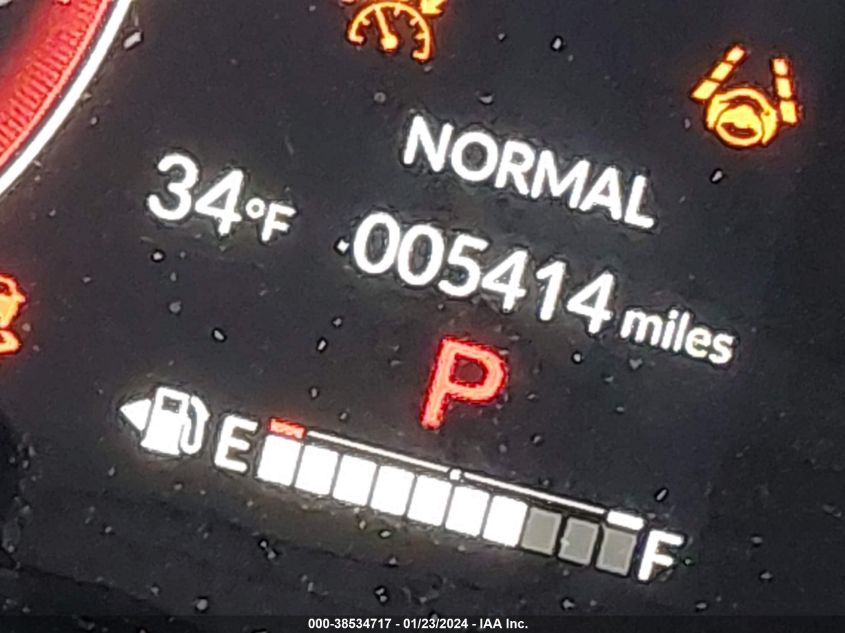 NORMAL
34°F
005414 miles
P
E
F
000-38534717 - 01/23/2024 - IAA Inc.